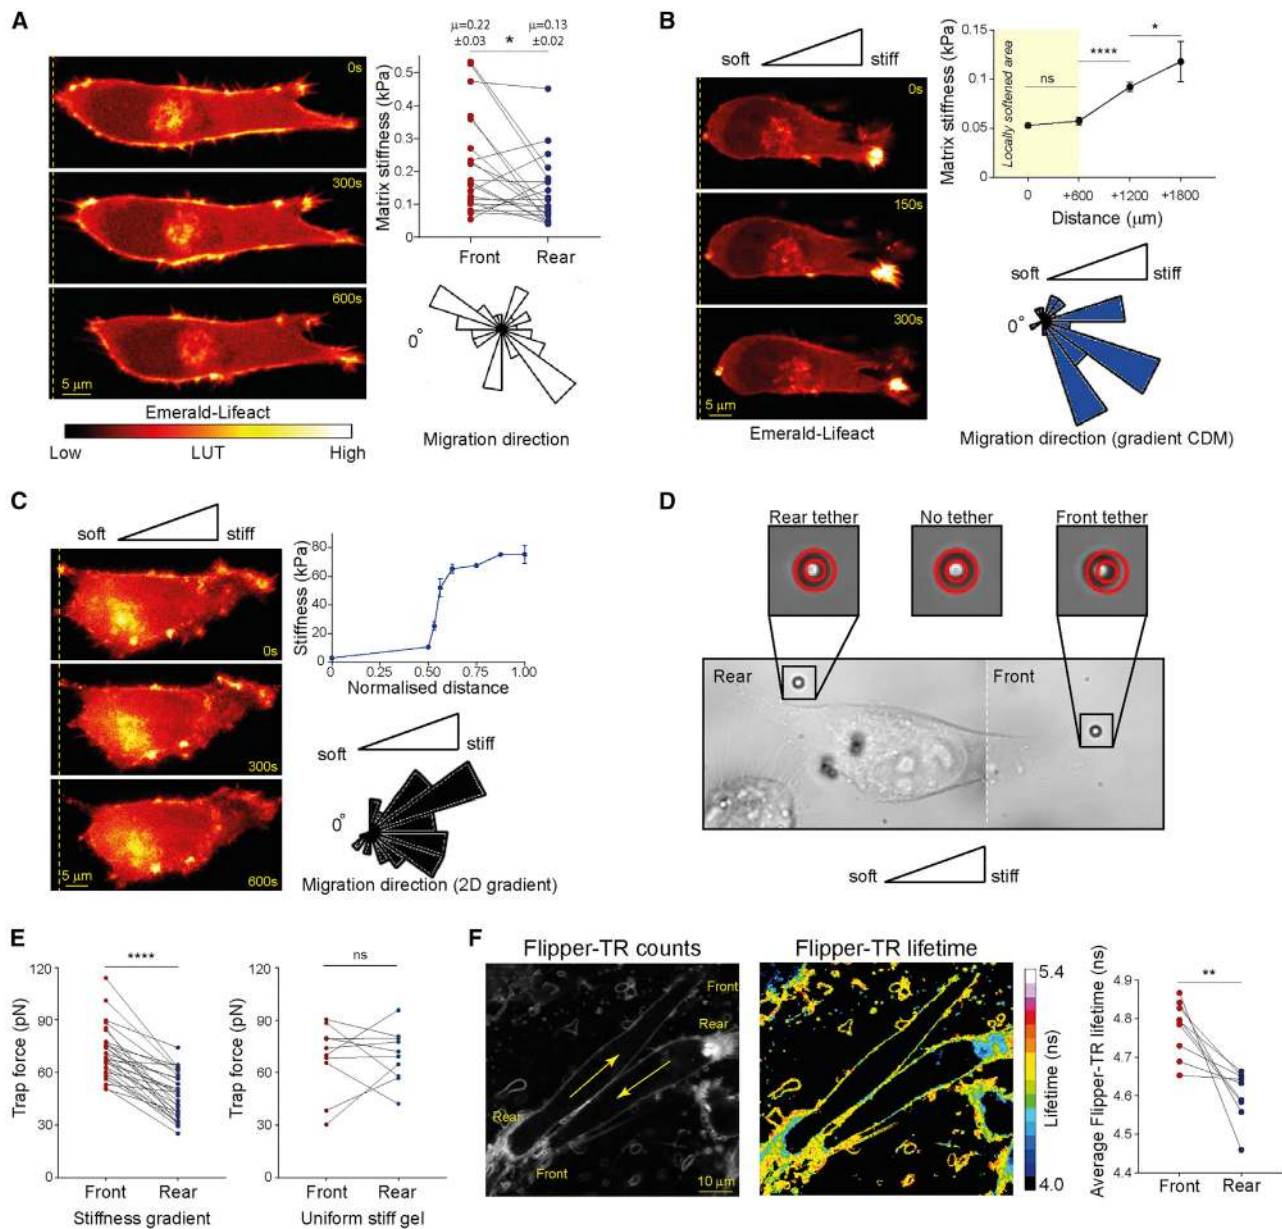 A
0s
300s
600s
5 μm
Emerald-Lifeact
Low LUT High
μ=0.22 μ=0.13
±0.03 * ±0.02
Matrix stiffness (kPa)
0.5
0.4
0.3
0.2
0.1
0
Front Rear
0°
Migration direction
B
soft stiff
0s
150s
300s
5 μm
Emerald-Lifeact
Matrix stiffness (kPa)
0.15
0.1
0.05
0
Locally softened area
ns **** *
0 +600 +1200 +1800
Distance (μm)
soft stiff
0°
Migration direction (gradient CDM)
C
soft stiff
0s
300s
600s
5 μm
Stiffness (kPa)
80
60
40
20
0
0 0.25 0.50 0.75 1.00
Normalised distance
soft stiff
0°
Migration direction (2D gradient)
D
Rear tether No tether Front tether
Rear Front
soft stiff
E
Trap force (pN)
120
90
60
30
0
****
Front Rear
Stiffness gradient
Trap force (pN)
120
90
60
30
0
ns
Front Rear
Uniform stiff gel
F
Flipper-TR counts
Front
Rear
Rear
Front
10 μm
Flipper-TR lifetime
5.4
Lifetime (ns)
4.0
Average Flipper-TR lifetime (ns)
4.9
4.8
4.7
4.6
4.5
4.4
**
Front Rear